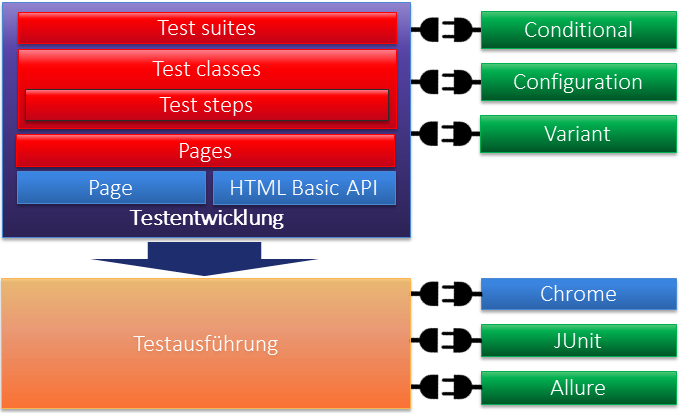 Test suites
Test classes
Test steps
Pages
Page
HTML Basic API
Testentwicklung
Conditional
Configuration
Variant
Testausführung
Chrome
JUnit
Allure